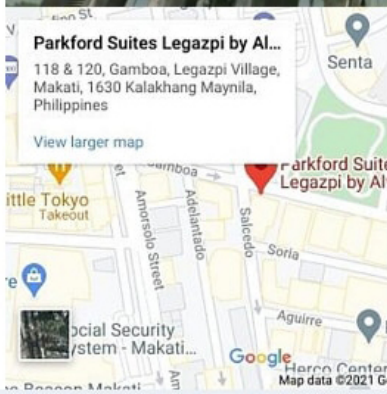 Parkford Suites Legazpi by Al...
118 & 120, Gamboa, Legazpi Village,
Makati, 1630 Kalakhang Maynila,
Philippines
View larger map
Senta
Parkford Suite
Legazpi by Al
ittle Tokyo
Takeout
Amorsolo Street
Adelantado
Salcedo
Soria
Aguirre
ocial Security
ystem - Makati...
Google
Herco Center
Map data ©2021 G